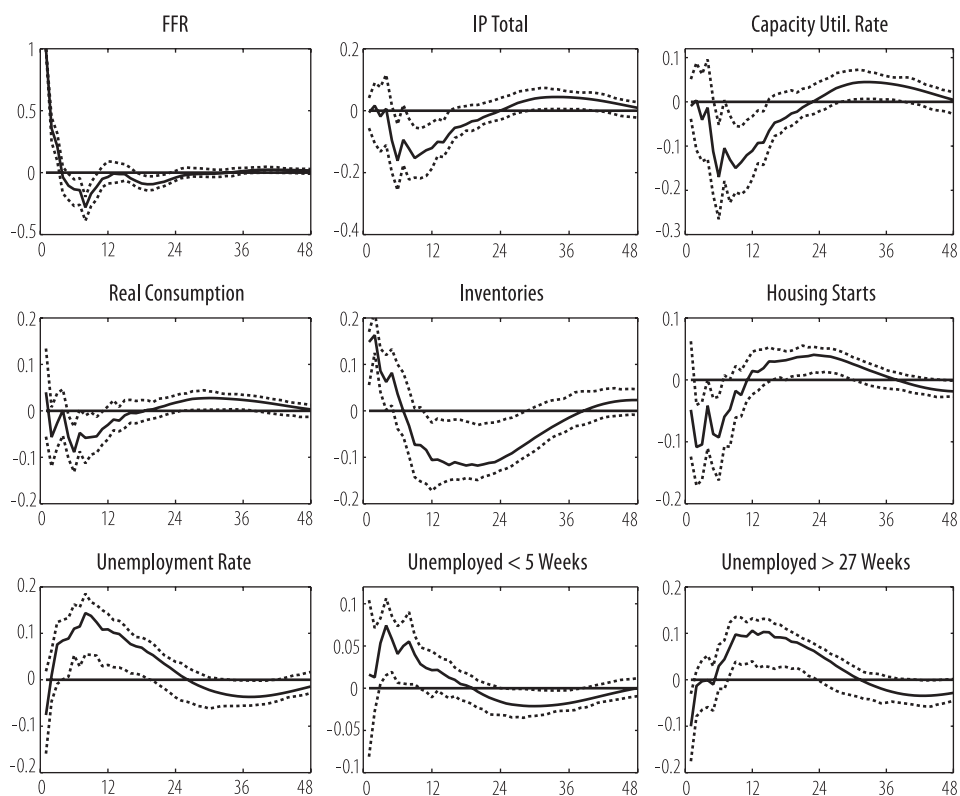 FFR
IP Total
Capacity Util. Rate
1
0.5
0
-0.5
0 12 24 36 48
0.2
0
-0.2
-0.4
0 12 24 36 48
0.1
0
-0.1
-0.2
-0.3
0 12 24 36 48
Real Consumption
Inventories
Housing Starts
0.2
0.1
0
-0.1
-0.2
0 12 24 36 48
0.2
0.1
0
-0.1
-0.2
0 12 24 36 48
0.1
0
-0.1
-0.2
0 12 24 36 48
Unemployment Rate
Unemployed < 5 Weeks
Unemployed > 27 Weeks
0.2
0.1
0
-0.1
-0.2
0 12 24 36 48
0.1
0.05
0
-0.05
0.1
0 12 24 36 48
0.2
0.1
0
-0.1
0.2
0 12 24 36 48